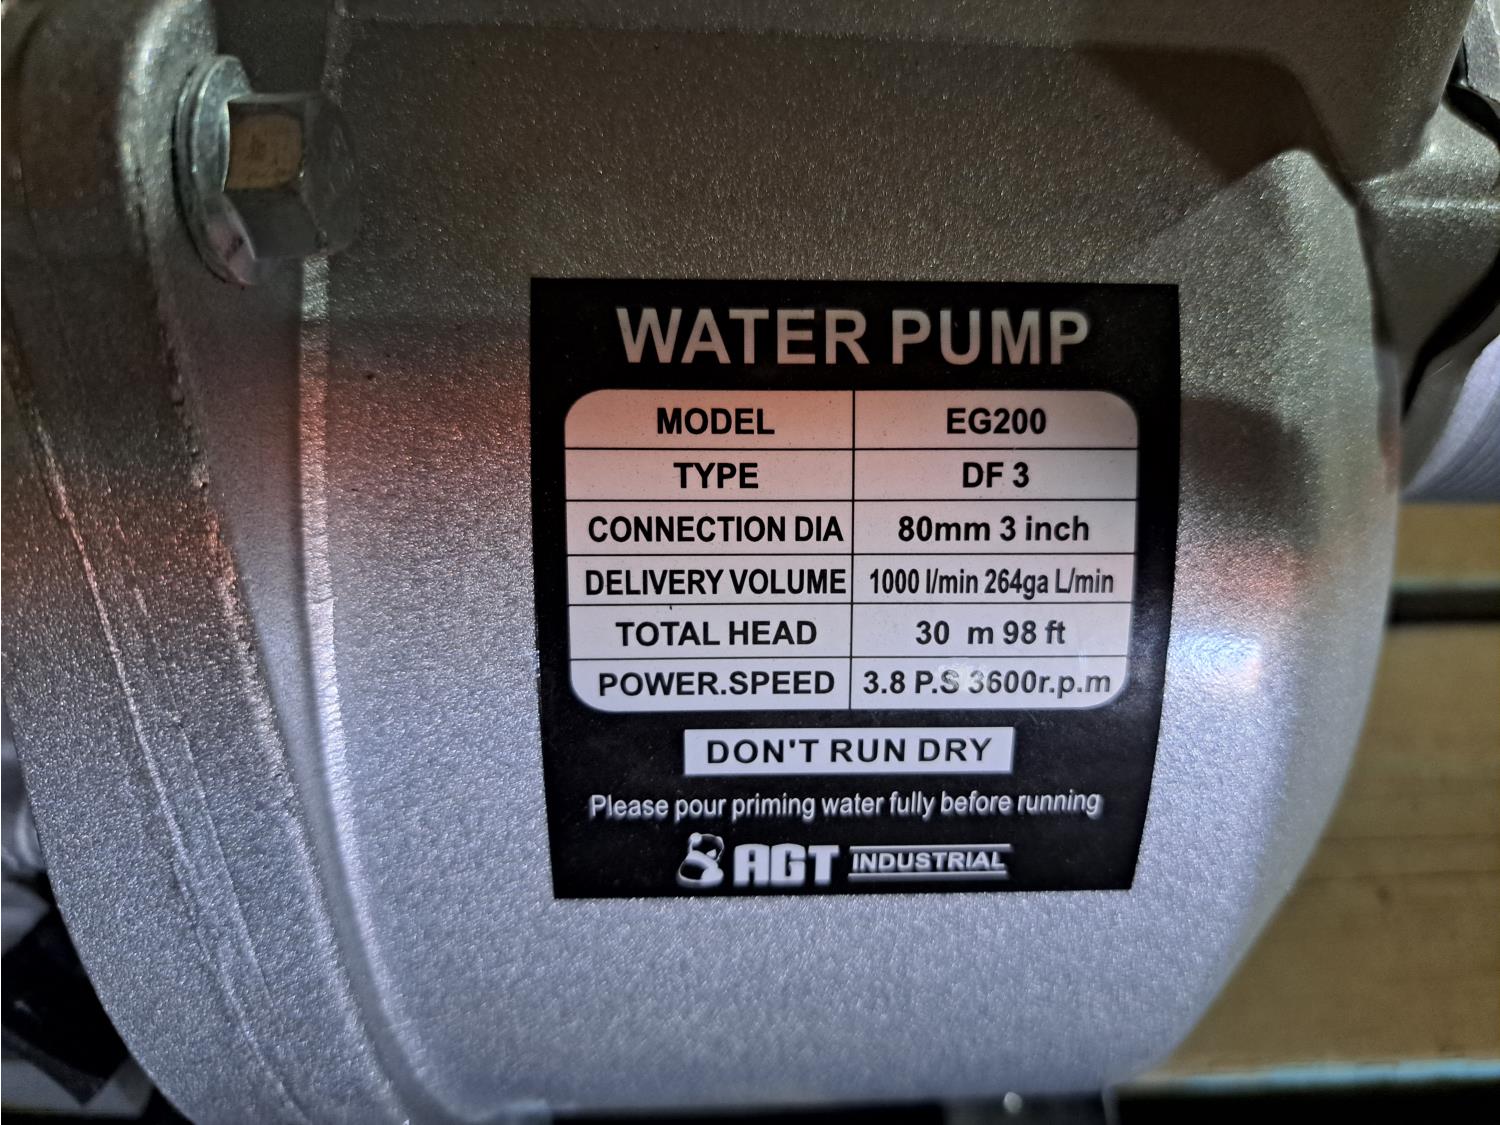 WATER PUMP
MODEL EG200
TYPE DF 3
CONNECTION DIA 80mm 3 inch
DELIVERY VOLUME 1000 l/min 264ga L/min
TOTAL HEAD 30 m 98 ft
POWER.SPEED 3.8 P.S 3600r.p.m
DON'T RUN DRY
Please pour priming water fully before running
AGT INDUSTRIAL